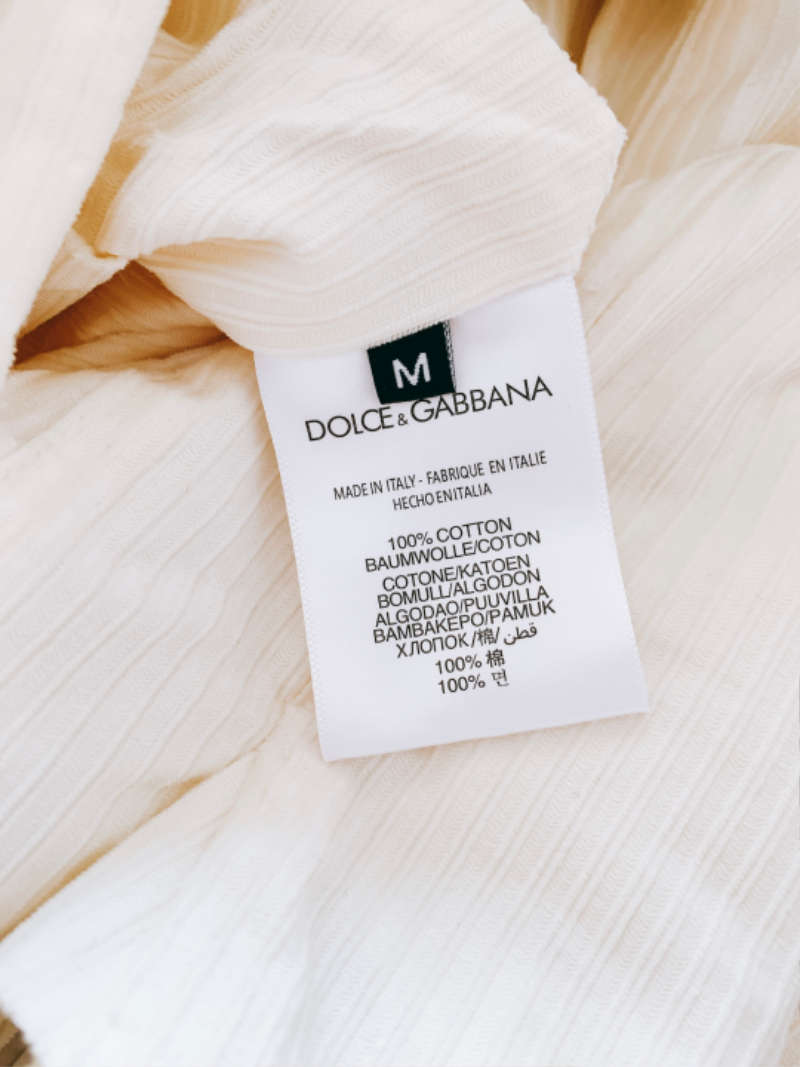 M
DOLCE & GABBANA
MADE IN ITALY - FABRIQUE EN ITALIE
HECHO EN ITALIA
100% COTTON
BAUMWOLLE/COTON
COTONE/KATOEN
BOMULL/ALGODON
ALGODAO/PUUVILLA
BAMBAKEPO/PAMUK
ХЛОПОК/棉/قطن
100% 棉
100% 면